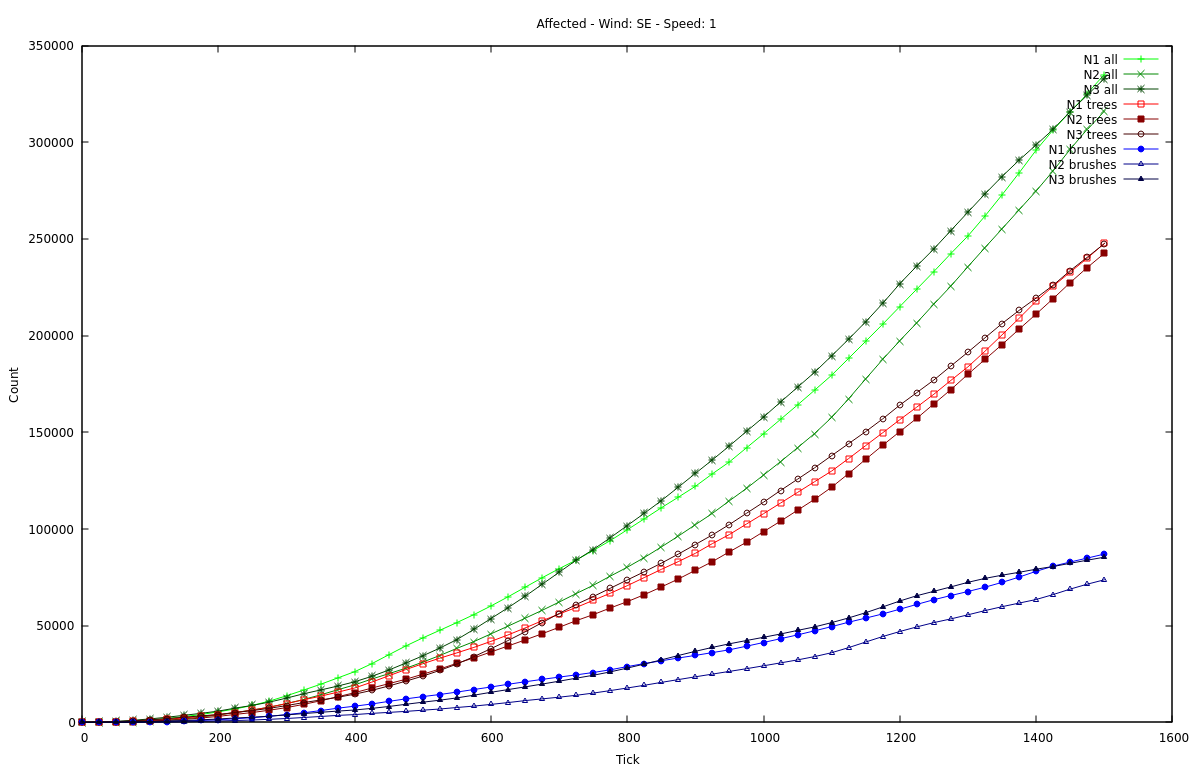 Affected - Wind: SE - Speed: 1
350000
300000
250000
200000
150000
100000
50000
0
Count
N1 all
N2 all
N3 all
N1 trees
N2 trees
N3 trees
N1 brushes
N2 brushes
N3 brushes
0 200 400 600 800 1000 1200 1400 1600
Tick